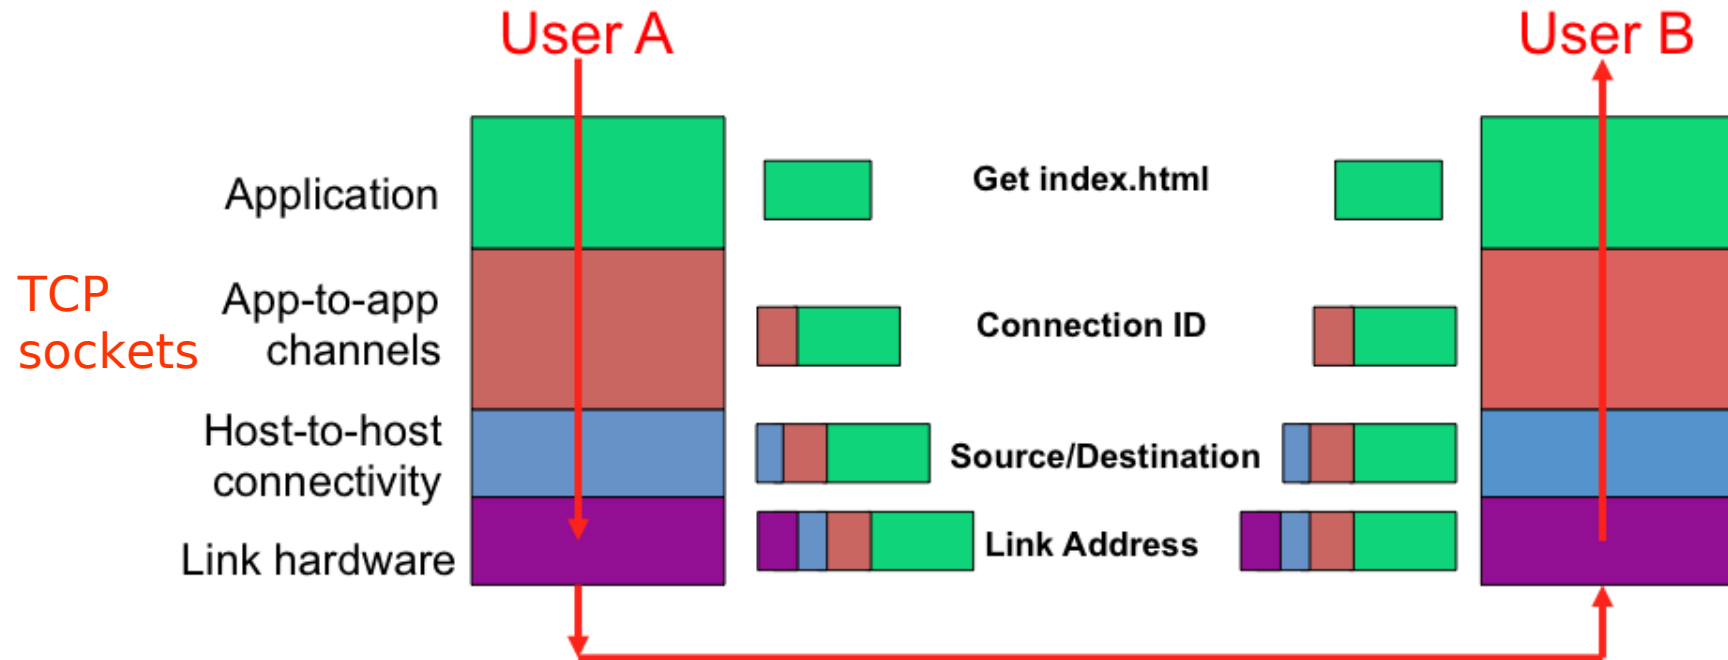 User A
User B
Application
Get index.html
TCP
sockets
App-to-app
channels
Connection ID
Host-to-host
connectivity
Source/Destination
Link hardware
Link Address